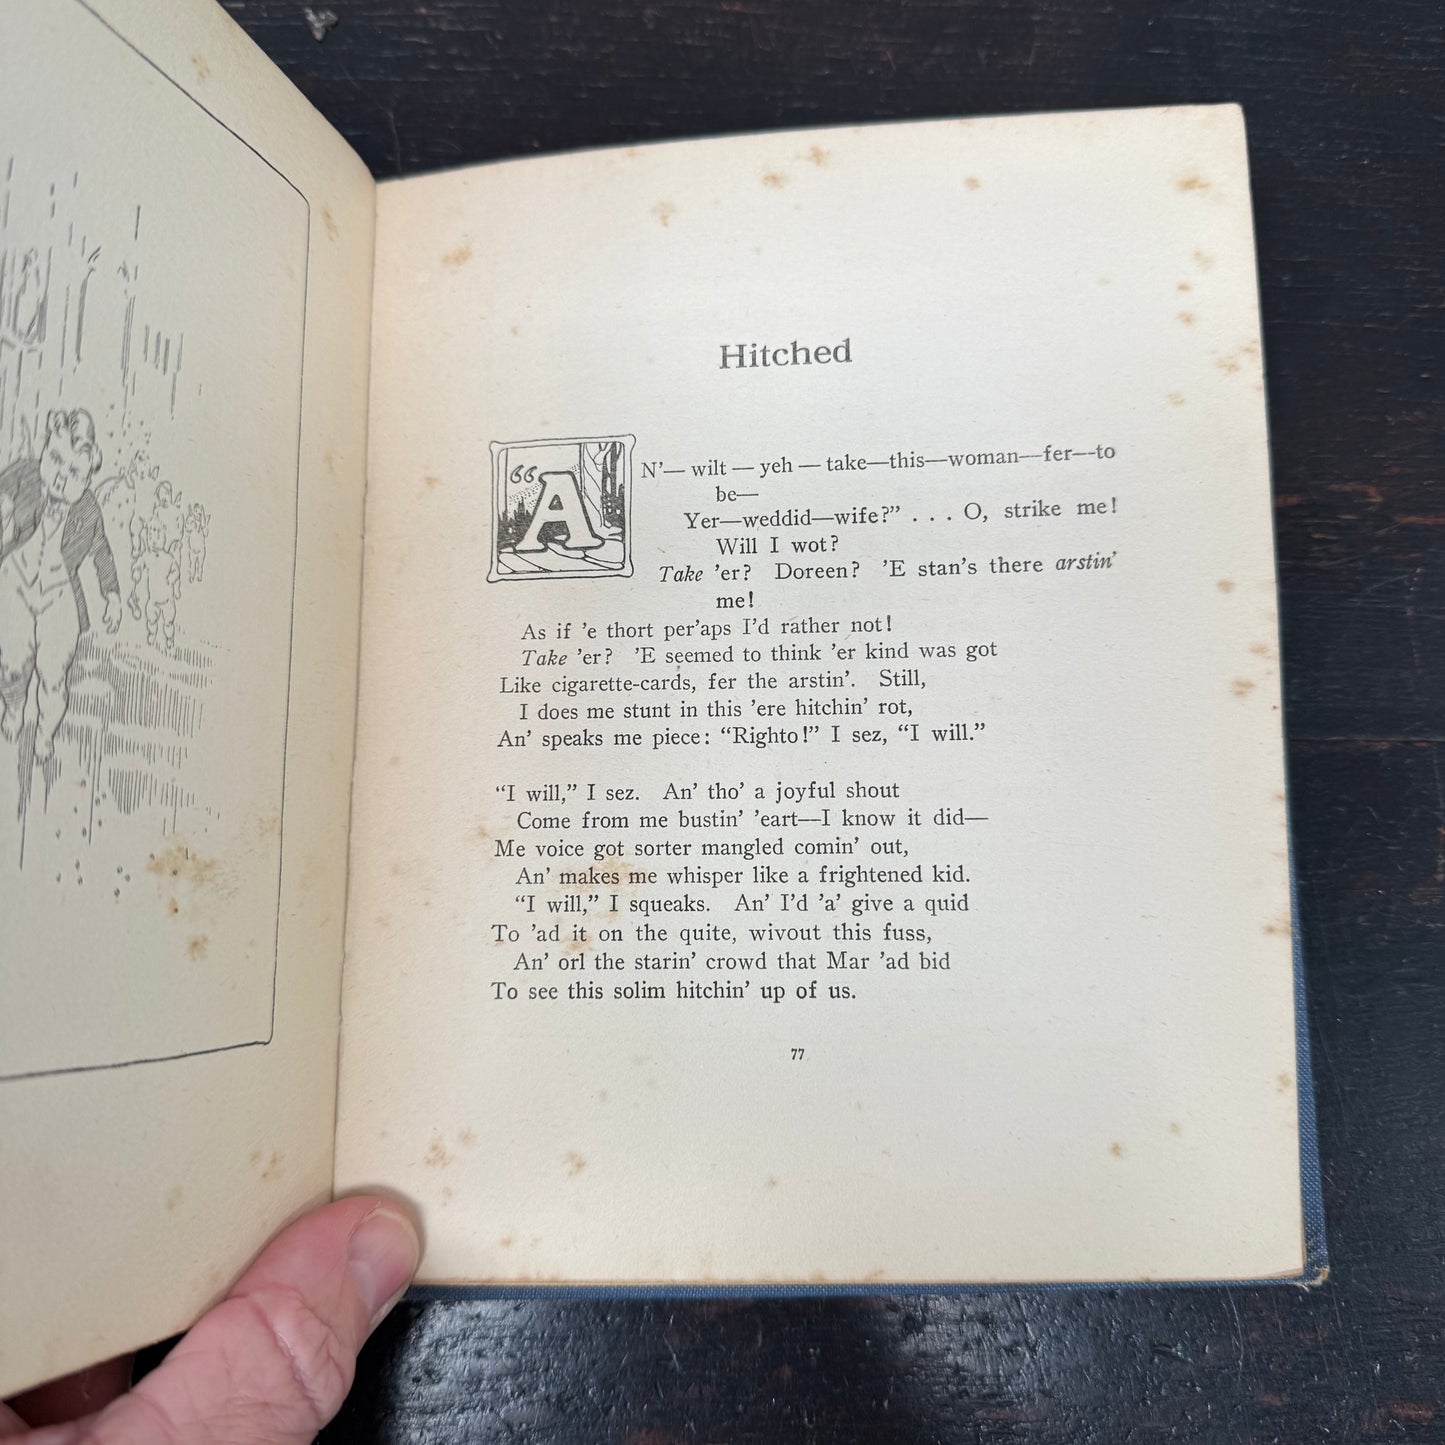 Hitched
“AN’— wilt — yeh — take—this—woman—fer—to
be—
Yer—weddid—wife?” . . . O, strike me!
Will I wot?
Take ’er? Doreen? ’E stan’s there arstin’
me!
As if ’e thort per’aps I’d rather not!
Take ’er? ’E seemed to think ’er kind was got
Like cigarette-cards, fer the arstin’. Still,
I does me stunt in this ’ere hitchin’ rot,
An’ speaks me piece: “Righto!” I sez, “I will.”
“I will,” I sez. An’ tho’ a joyful shout
Come from me bustin’ ’eart—I know it did—
Me voice got sorter mangled comin’ out,
An’ makes me whisper like a frightened kid.
“I will,” I squeaks. An’ I’d ’a’ give a quid
To ’ad it on the quite, wivout this fuss,
An’ orl the starin’ crowd that Mar ’ad bid
To see this solim hitchin’ up of us.
77